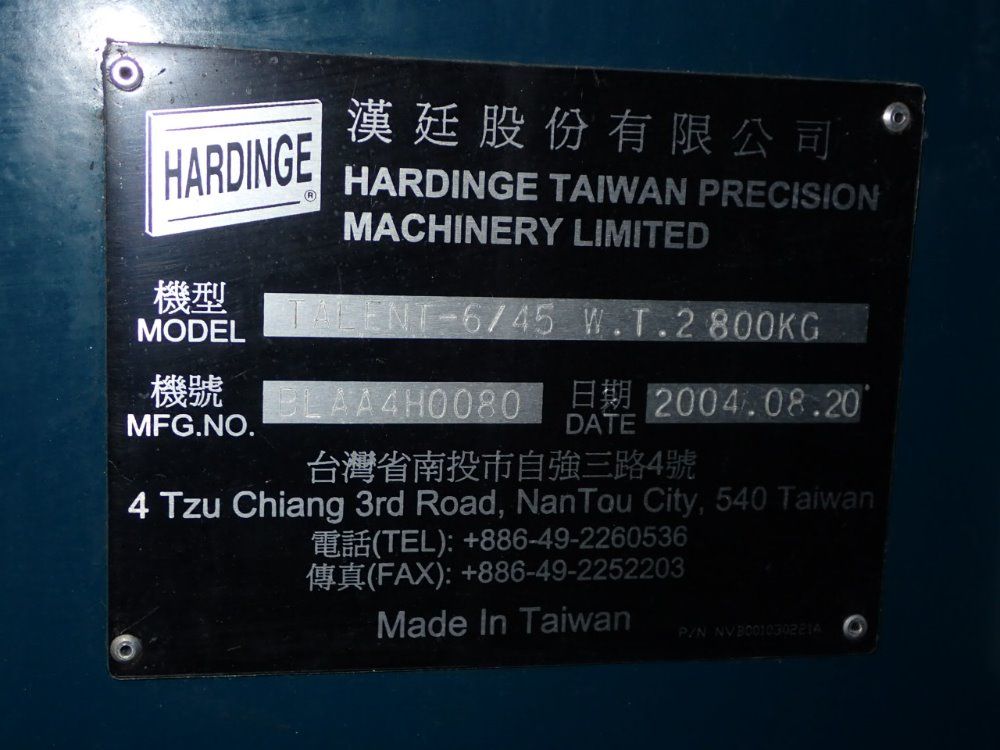 HARDINGE®
漢廷股份有限公司
HARDINGE TAIWAN PRECISION
MACHINERY LIMITED
機型
MODEL
TALENT-6/45 W.T.2800KG
機號
MFG.NO.
BLAA4H0080
日期
DATE
2004.08.20
台灣省南投市自強三路4號
4 Tzu Chiang 3rd Road, NanTou City, 540 Taiwan
電話(TEL): +886-49-2260536
傳真(FAX): +886-49-2252203
Made In Taiwan
P/N